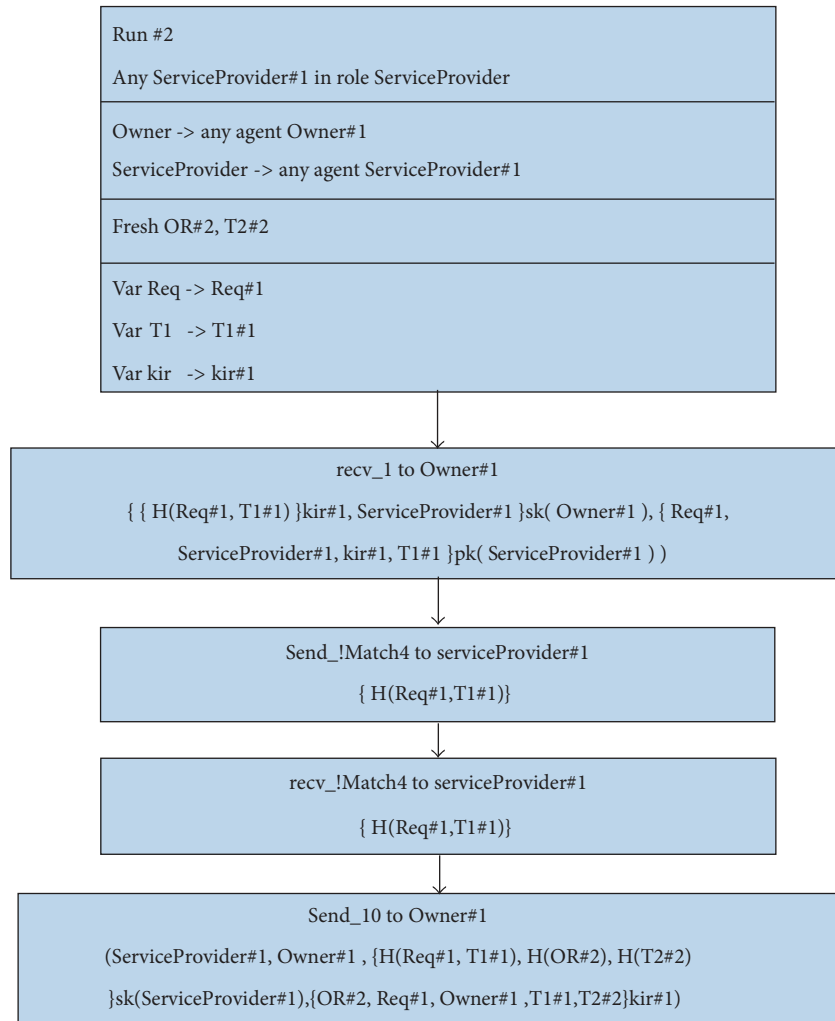 Run #2
Any ServiceProvider#1 in role ServiceProvider
Owner -> any agent Owner#1
ServiceProvider -> any agent ServiceProvider#1
Fresh OR#2, T2#2
Var Req -> Req#1
Var T1 -> T1#1
Var kir -> kir#1
recv_1 to Owner#1
{ { H(Req#1, T1#1) }kir#1, ServiceProvider#1 }sk( Owner#1 ), { Req#1,
ServiceProvider#1, kir#1, T1#1 }pk( ServiceProvider#1 ) )
Send_!Match4 to serviceProvider#1
{ H(Req#1,T1#1)}
recv_!Match4 to serviceProvider#1
{ H(Req#1,T1#1)}
Send_10 to Owner#1
(ServiceProvider#1, Owner#1 , {H(Req#1, T1#1), H(OR#2), H(T2#2)
}sk(ServiceProvider#1),{OR#2, Req#1, Owner#1 ,T1#1,T2#2}kir#1)